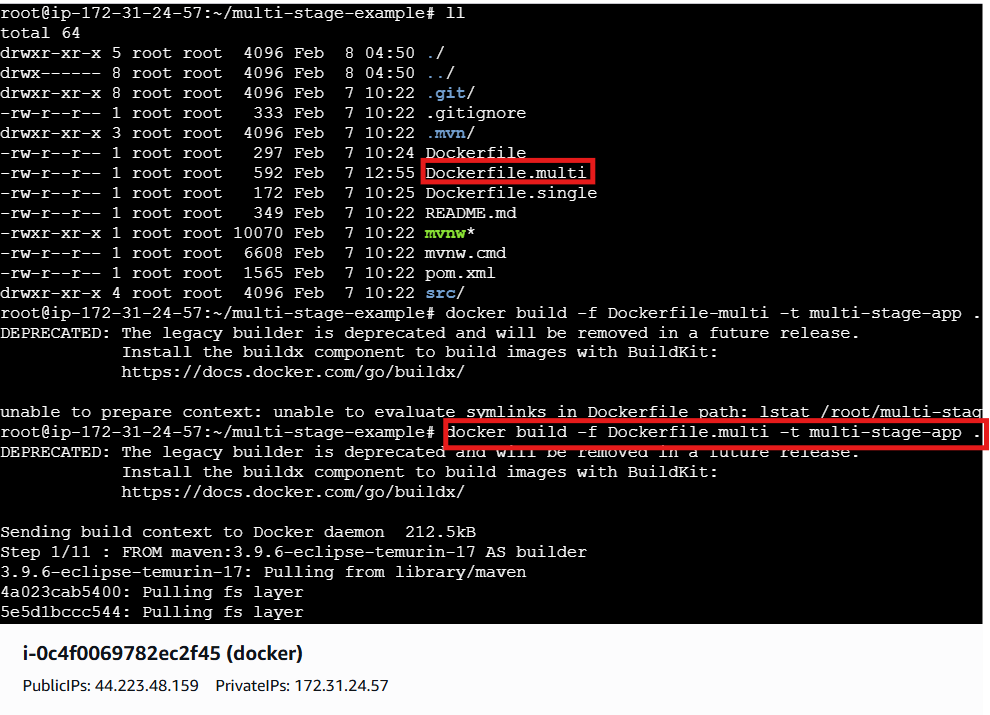 root@ip-172-31-24-57:~/multi-stage-example# ll
total 64
drwxr-xr-x 5 root root  4096 Feb  8 04:50 ./
drwx------ 8 root root  4096 Feb  8 04:50 ../
drwxr-xr-x 8 root root  4096 Feb  7 10:22 .git/
-rw-r--r-- 1 root root   333 Feb  7 10:22 .gitignore
drwxr-xr-x 3 root root  4096 Feb  7 10:22 .mvn/
-rw-r--r-- 1 root root   297 Feb  7 10:24 Dockerfile
-rw-r--r-- 1 root root   592 Feb  7 12:55 Dockerfile.multi
-rw-r--r-- 1 root root   172 Feb  7 10:25 Dockerfile.single
-rw-r--r-- 1 root root   349 Feb  7 10:22 README.md
-rwxr-xr-x 1 root root 10070 Feb  7 10:22 mvnw*
-rw-r--r-- 1 root root  6608 Feb  7 10:22 mvnw.cmd
-rw-r--r-- 1 root root  1565 Feb  7 10:22 pom.xml
drwxr-xr-x 4 root root  4096 Feb  7 10:22 src/
root@ip-172-31-24-57:~/multi-stage-example# docker build -f Dockerfile-multi -t multi-stage-app .
DEPRECATED: The legacy builder is deprecated and will be removed in a future release.
            Install the buildx component to build images with BuildKit:
            https://docs.docker.com/go/buildx/
unable to prepare context: unable to evaluate symlinks in Dockerfile path: lstat /root/multi-stag
root@ip-172-31-24-57:~/multi-stage-example# docker build -f Dockerfile.multi -t multi-stage-app .
DEPRECATED: The legacy builder is deprecated and will be removed in a future release.
            Install the buildx component to build images with BuildKit:
            https://docs.docker.com/go/buildx/
Sending build context to Docker daemon  212.5kB
Step 1/11 : FROM maven:3.9.6-eclipse-temurin-17 AS builder
3.9.6-eclipse-temurin-17: Pulling from library/maven
4a023cab5400: Pulling fs layer
5e5d1bccc544: Pulling fs layer
i-0c4f0069782ec2f45 (docker)
PublicIPs: 44.223.48.159    PrivateIPs: 172.31.24.57